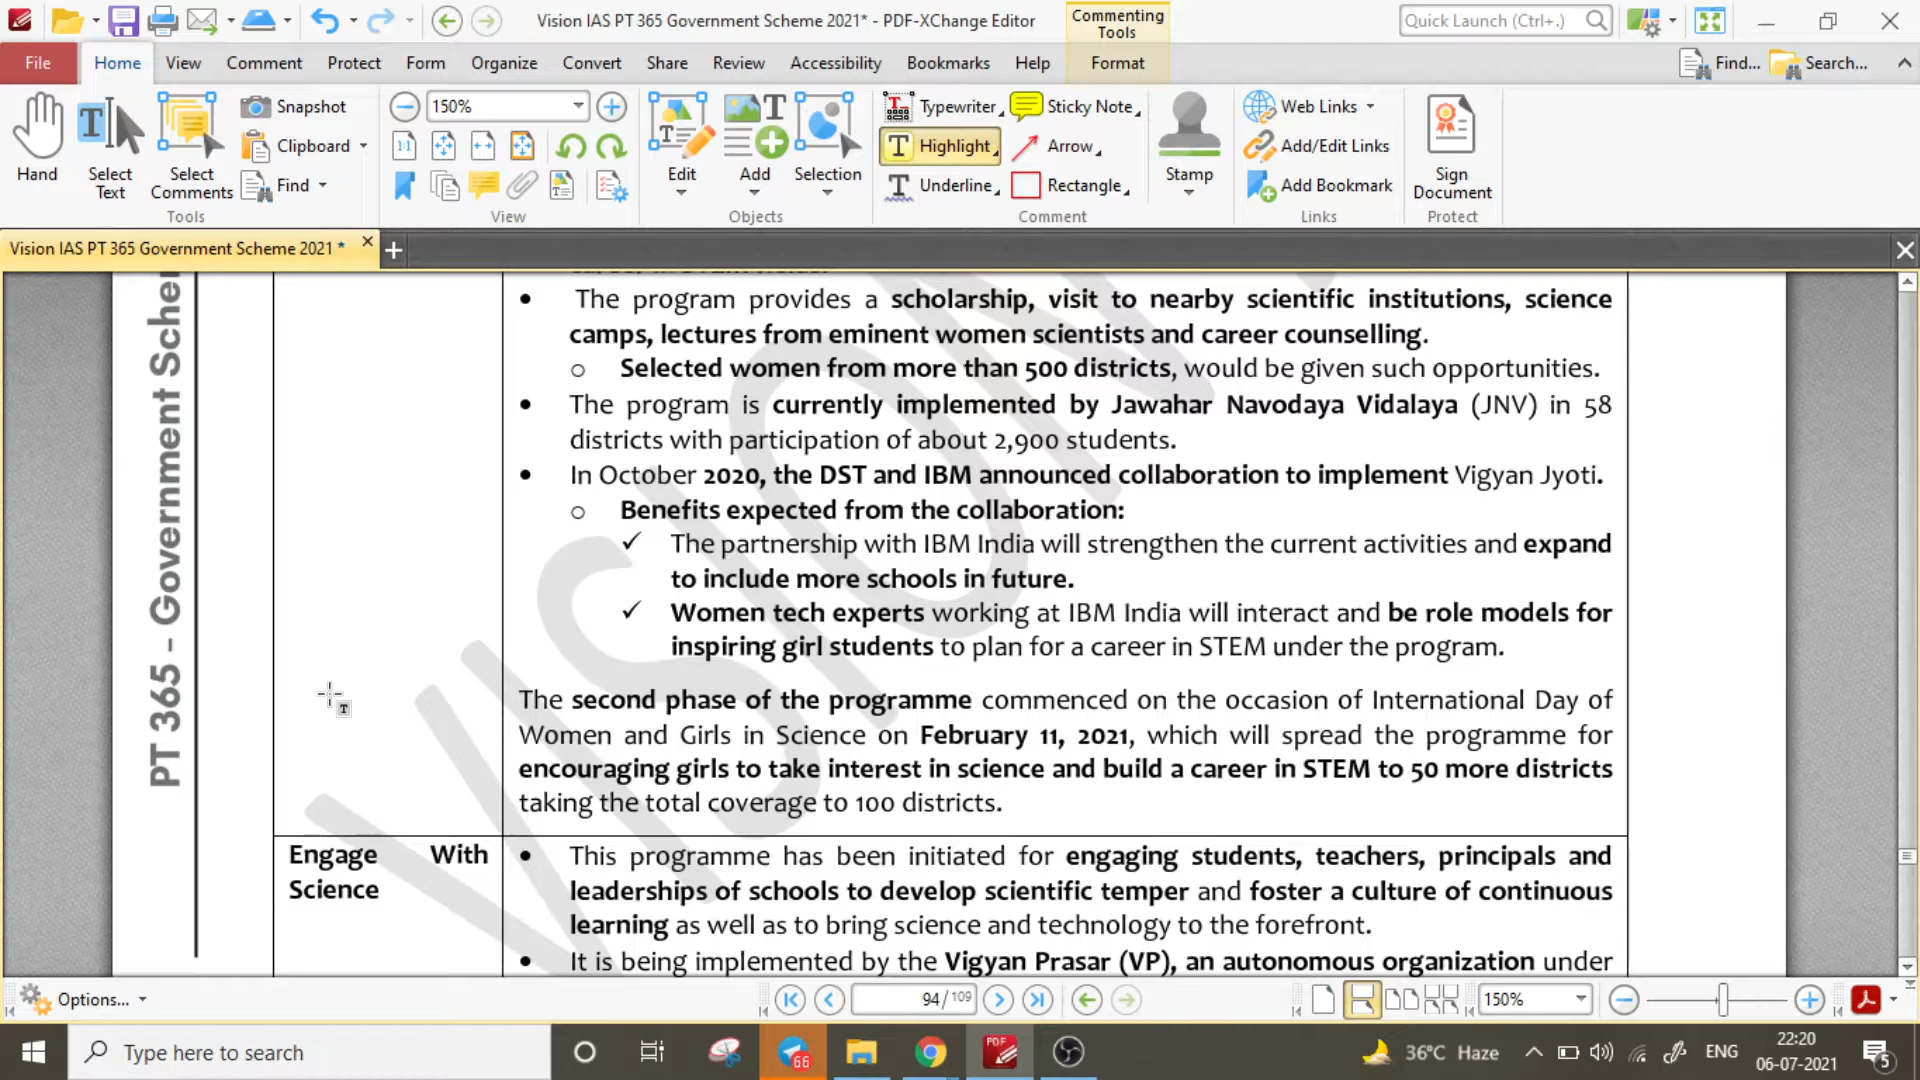 Vision IAS PT 365 Government Scheme 2021* - PDF-XChange Editor
Commenting Tools
Quick Launch (Ctrl+.)
File Home View Comment Protect Form Organize Convert Share Review Accessibility Bookmarks Help Format Find... Search...
Hand
Select Text
Select Comments
Snapshot
Clipboard
Find
Tools
150%
1:1
View
Edit
Add
Selection
Objects
Typewriter
Highlight
Underline
Sticky Note
Arrow
Rectangle
Comment
Stamp
Web Links
Add/Edit Links
Add Bookmark
Links
Sign Document
Protect
Vision IAS PT 365 Government Scheme 2021 *
PT 365 - Government Sche
VISION
• The program provides a scholarship, visit to nearby scientific institutions, science
camps, lectures from eminent women scientists and career counselling.
o Selected women from more than 500 districts, would be given such opportunities.
• The program is currently implemented by Jawahar Navodaya Vidalaya (JNV) in 58
districts with participation of about 2,900 students.
• In October 2020, the DST and IBM announced collaboration to implement Vigyan Jyoti.
o Benefits expected from the collaboration:
✓ The partnership with IBM India will strengthen the current activities and expand
to include more schools in future.
✓ Women tech experts working at IBM India will interact and be role models for
inspiring girl students to plan for a career in STEM under the program.
The second phase of the programme commenced on the occasion of International Day of
Women and Girls in Science on February 11, 2021, which will spread the programme for
encouraging girls to take interest in science and build a career in STEM to 50 more districts
taking the total coverage to 100 districts.
Engage With
Science
• This programme has been initiated for engaging students, teachers, principals and
leaderships of schools to develop scientific temper and foster a culture of continuous
learning as well as to bring science and technology to the forefront.
• It is being implemented by the Vigyan Prasar (VP), an autonomous organization under
Options...
94 / 109
150%
Type here to search
66
PDF
36°C Haze
ENG
22:20
06-07-2021
5